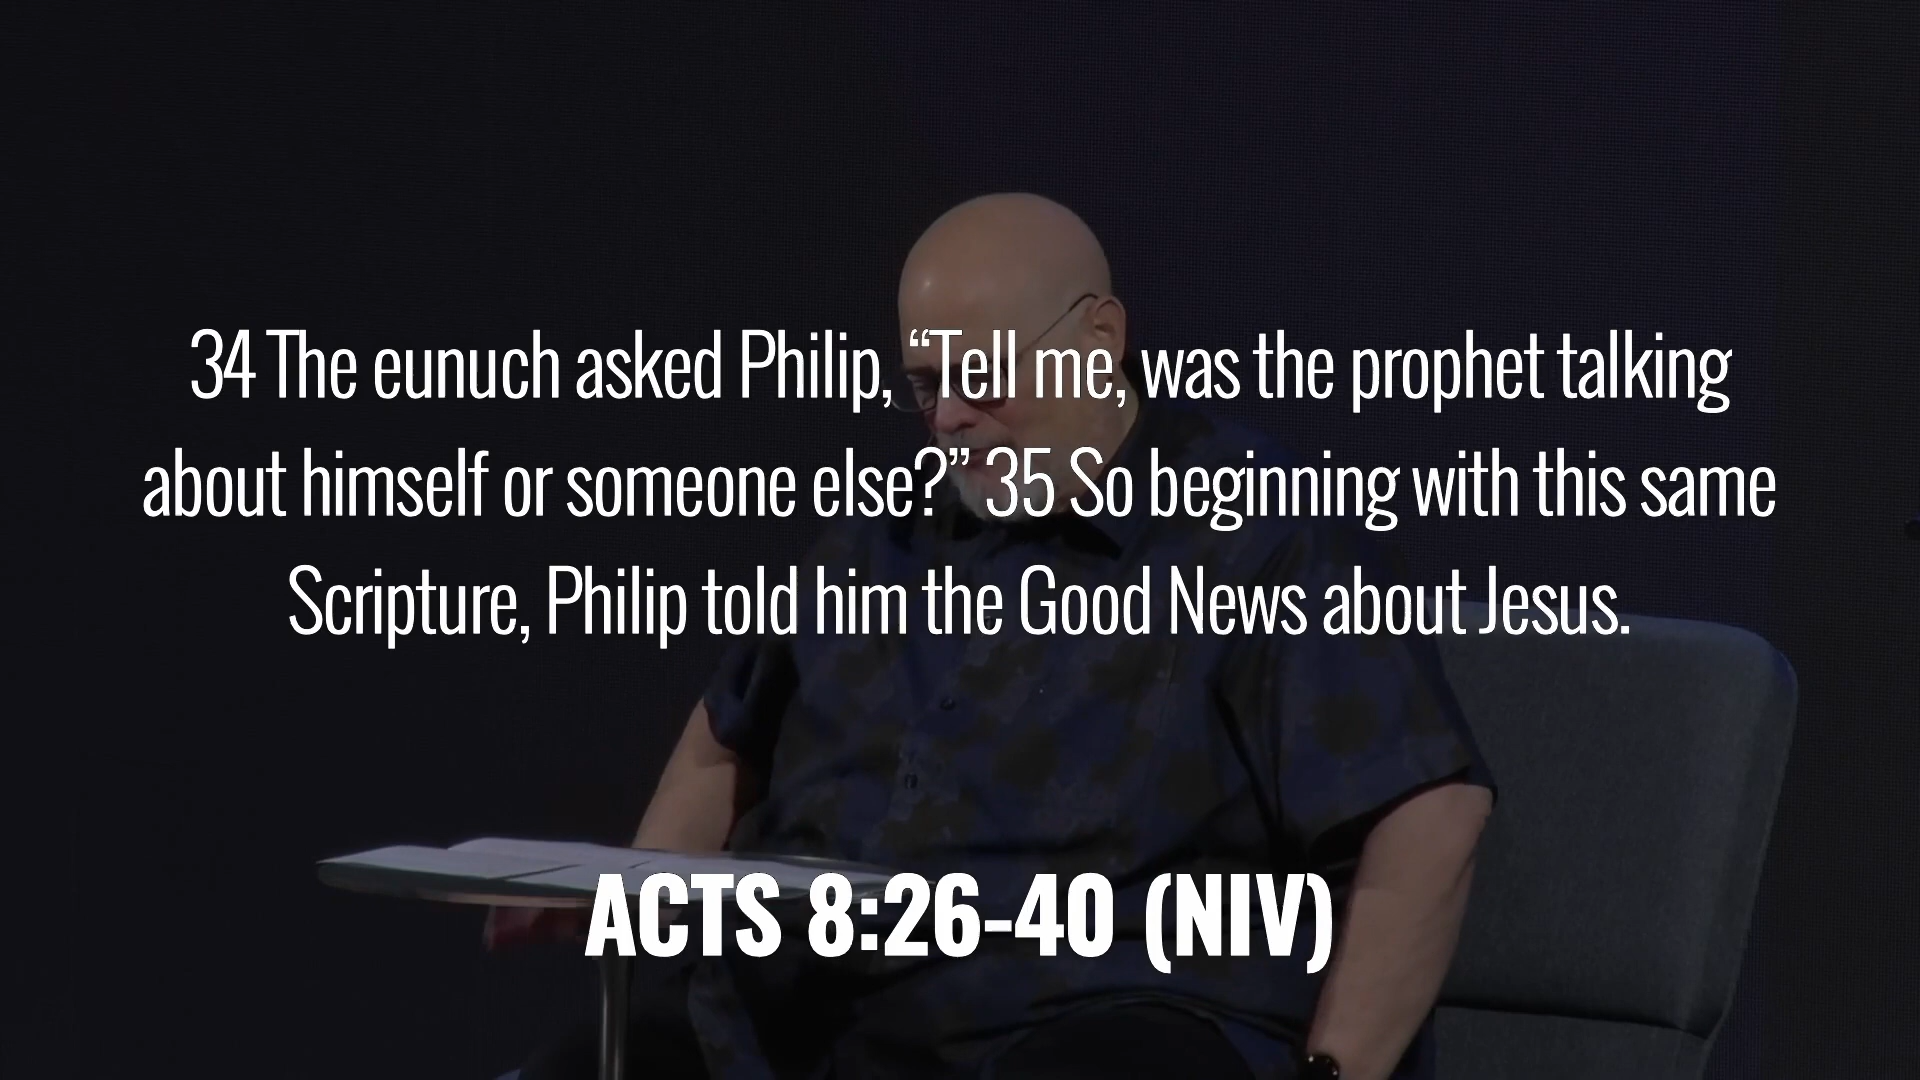 34 The eunuch asked Philip, “Tell me, was the prophet talking
about himself or someone else?” 35 So beginning with this same
Scripture, Philip told him the Good News about Jesus.
ACTS 8:26-40 (NIV)